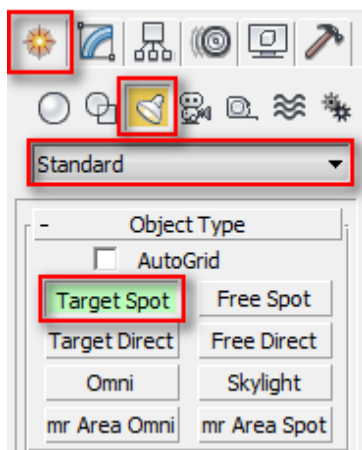 Standard
- Object Type
AutoGrid
Target Spot Free Spot
Target Direct Free Direct
Omni Skylight
mr Area Omni mr Area Spot